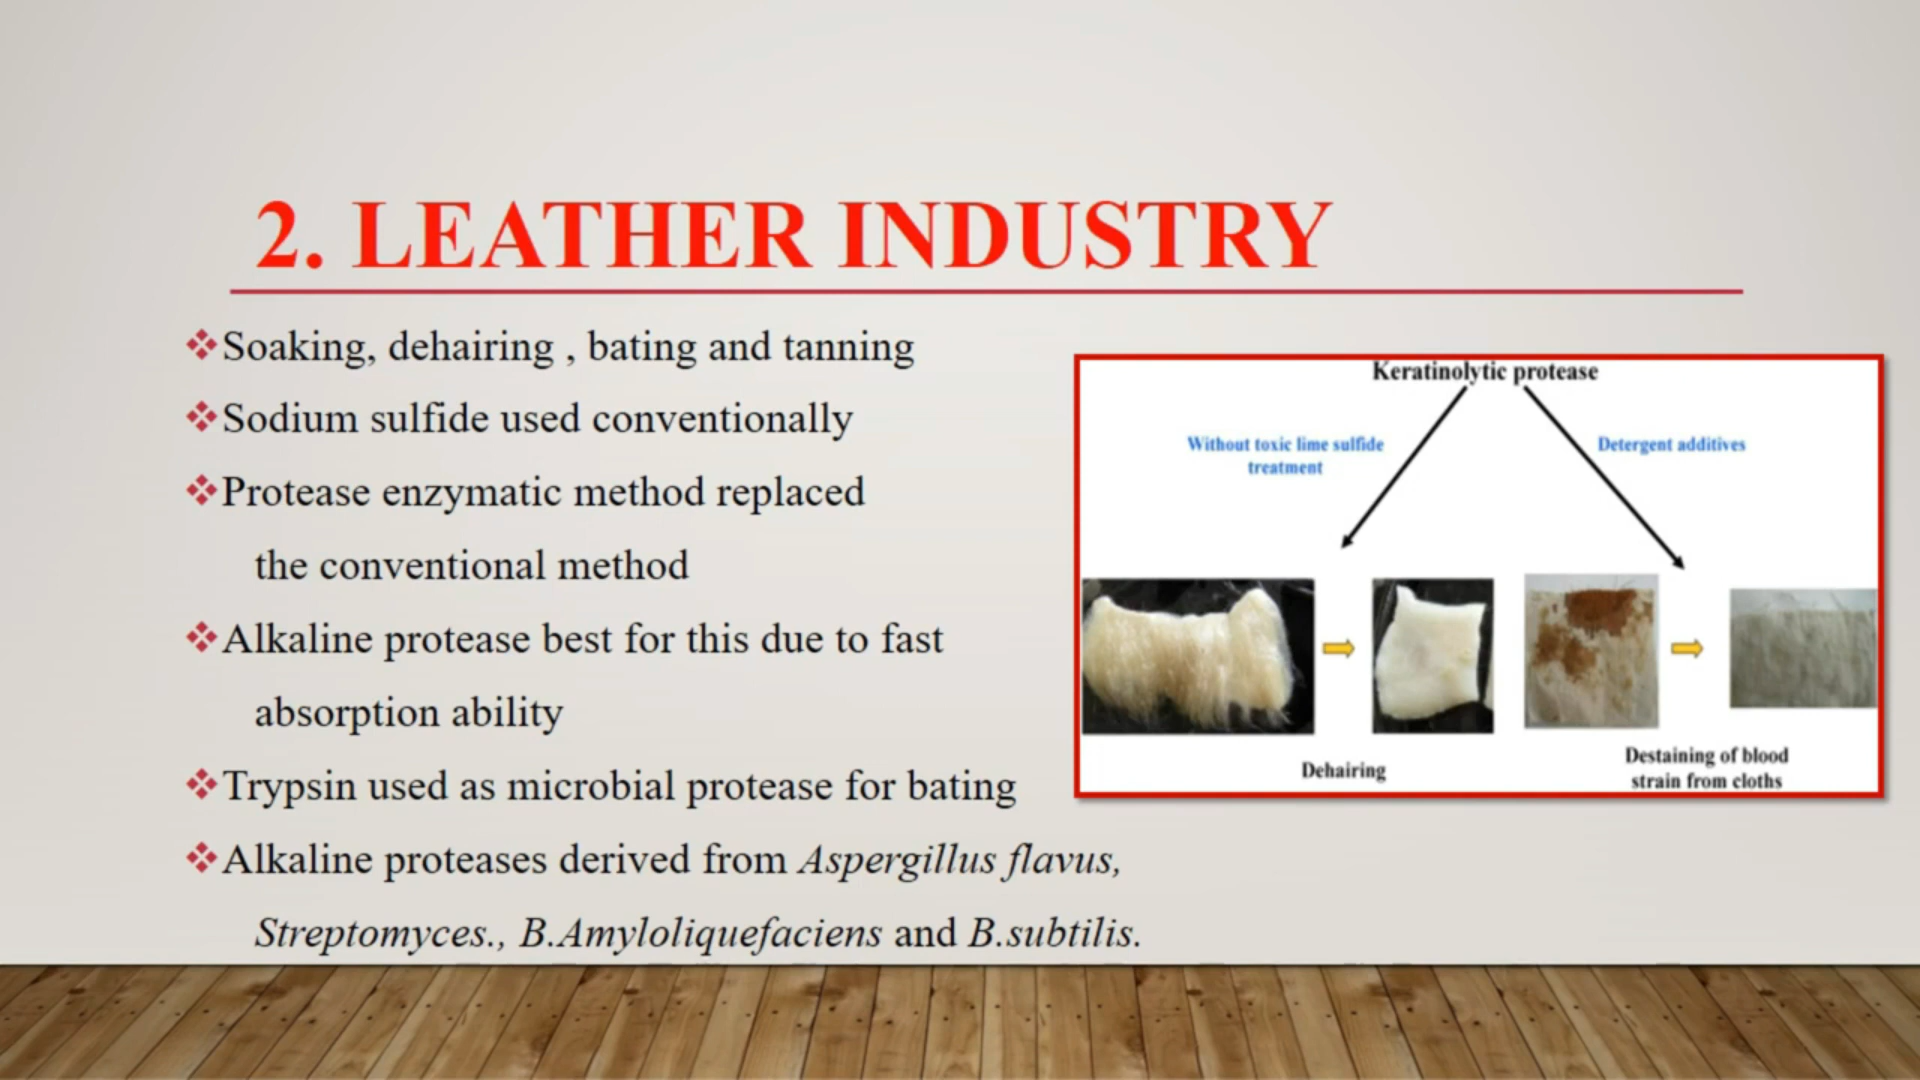 2. LEATHER INDUSTRY
Soaking, dehairing , bating and tanning
Sodium sulfide used conventionally
Protease enzymatic method replaced
the conventional method
Alkaline protease best for this due to fast
absorption ability
Trypsin used as microbial protease for bating
Alkaline proteases derived from Aspergillus flavus,
Streptomyces., B.Amyloliquefaciens and B.subtilis.
Keratinolytic protease
Without toxic lime sulfide
treatment
Detergent additives
Dehairing
Destaining of blood
strain from cloths